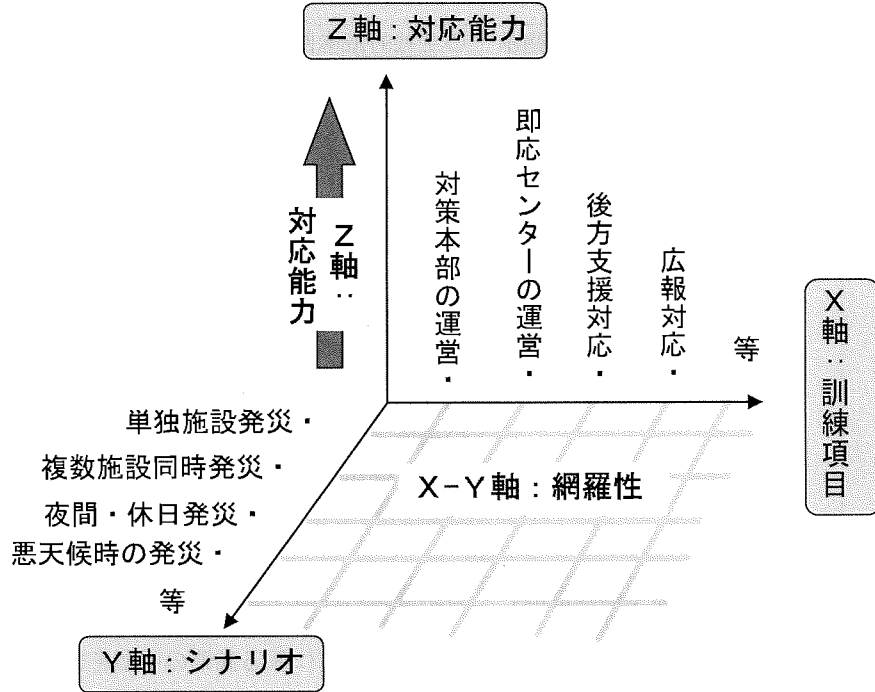 Z軸：対応能力
Z軸：
対応能力
対策本部の運営・
即応センターの運営・
後方支援対応・
広報対応・
等
X軸：訓練項目
単独施設発災・
複数施設同時発災・
夜間・休日発災・
悪天候時の発災・
等
X-Y軸：網羅性
Y軸：シナリオ